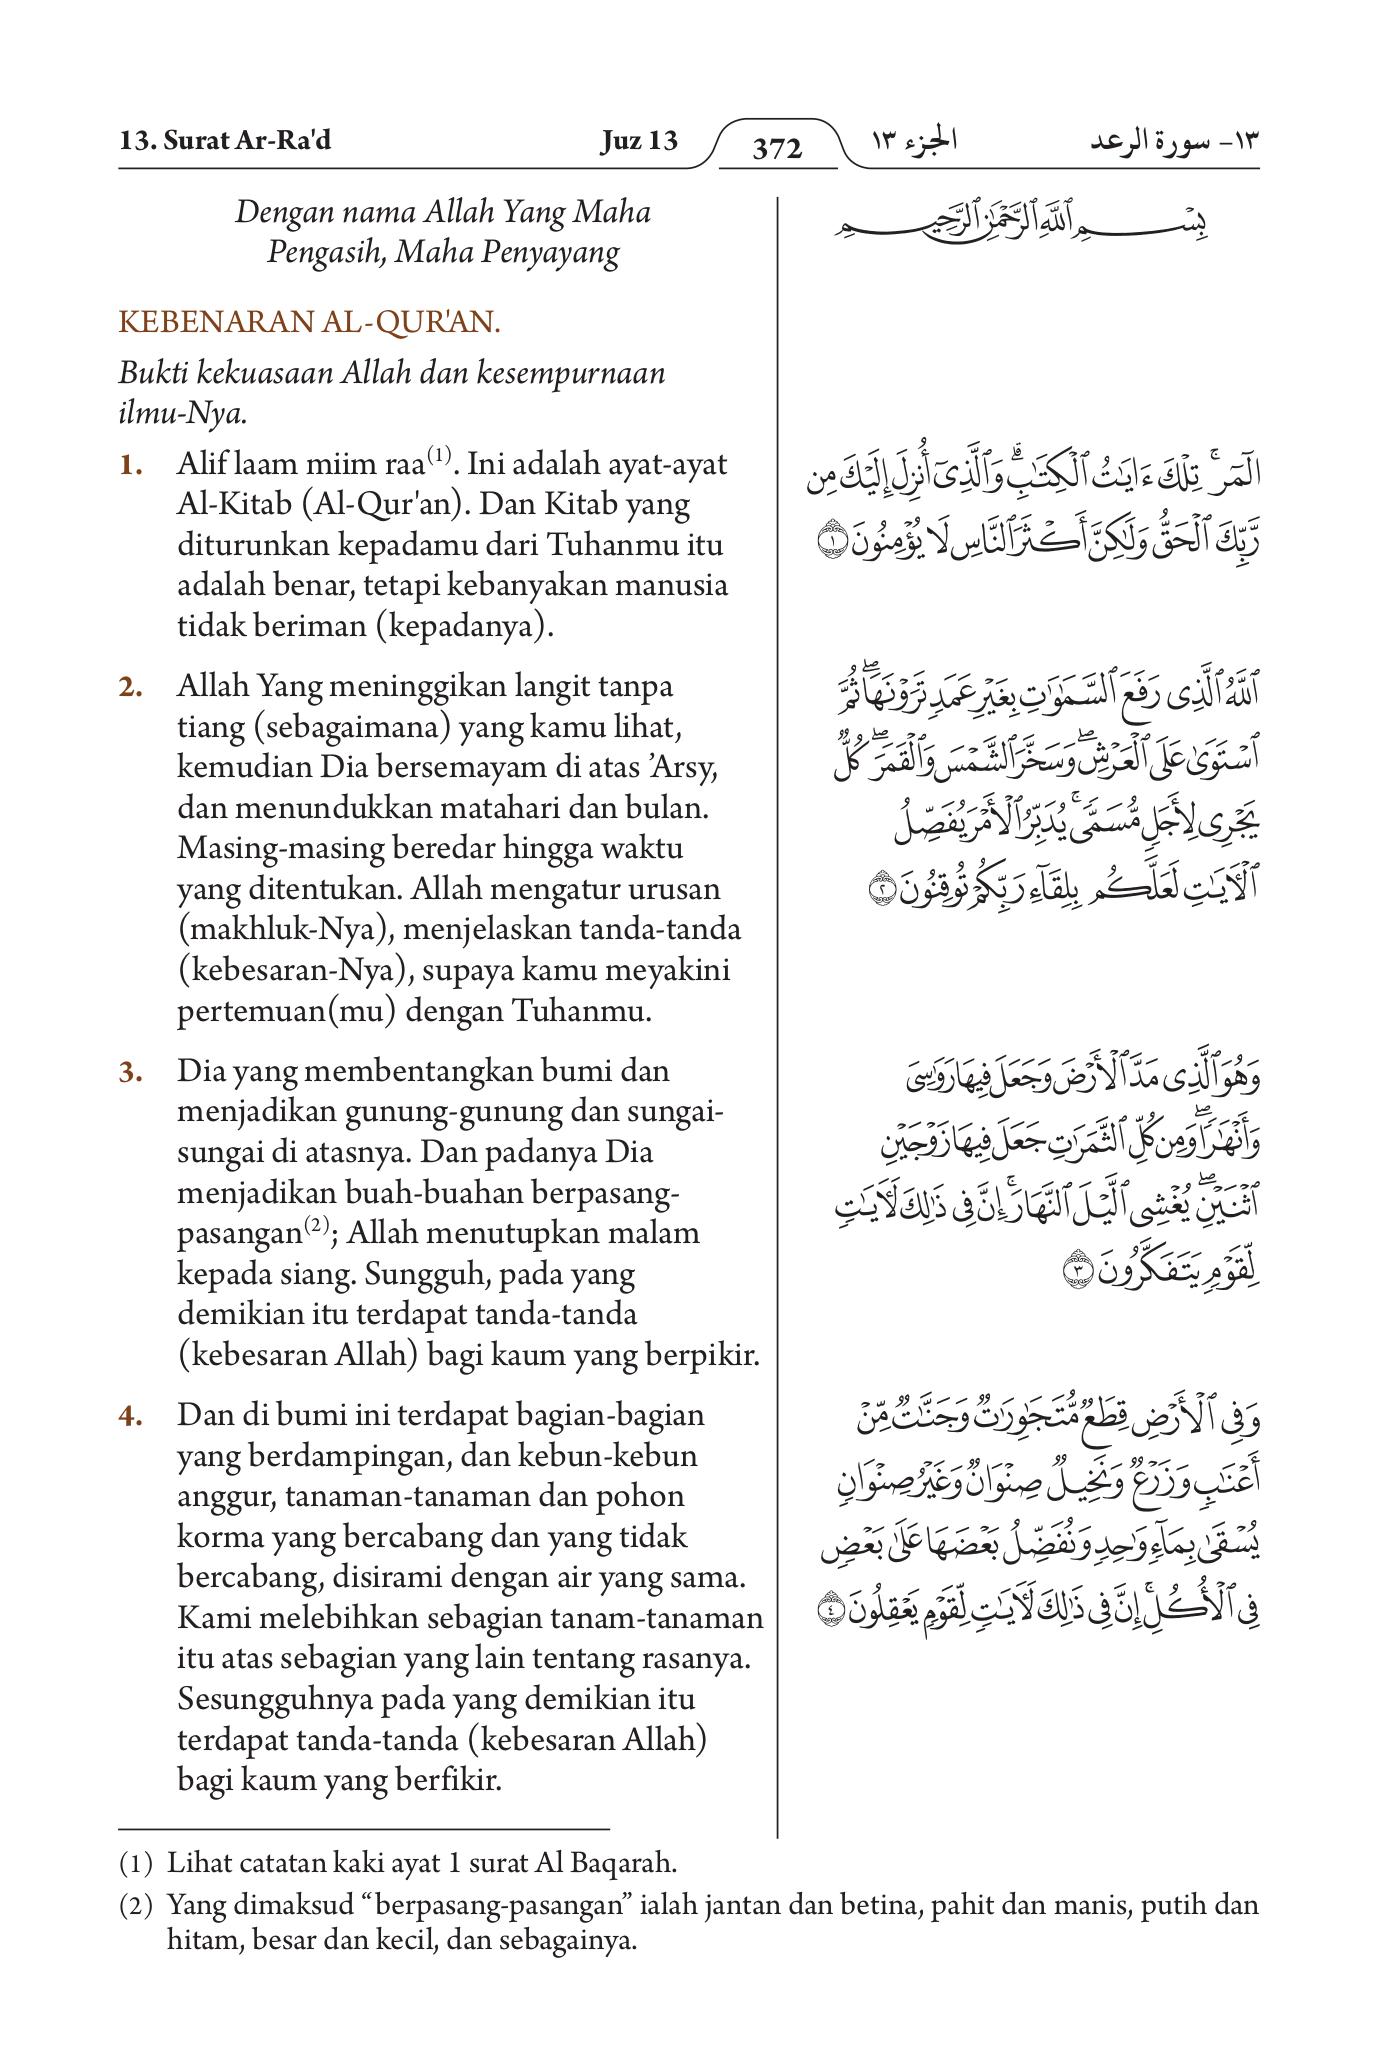 13. Surat Ar-Ra'd
Juz 13
372
الجزء ١٣
١٣- سورة الرعد
Dengan nama Allah Yang Maha
Pengasih, Maha Penyayang
KEBENARAN AL-QUR'AN.
Bukti kekuasaan Allah dan kesempurnaan
ilmu-Nya.
1. Alif laam miim raa(1). Ini adalah ayat-ayat
Al-Kitab (Al-Qur'an). Dan Kitab yang
diturunkan kepadamu dari Tuhanmu itu
adalah benar, tetapi kebanyakan manusia
tidak beriman (kepadanya).
2. Allah Yang meninggikan langit tanpa
tiang (sebagaimana) yang kamu lihat,
kemudian Dia bersemayam di atas ’Arsy,
dan menundukkan matahari dan bulan.
Masing-masing beredar hingga waktu
yang ditentukan. Allah mengatur urusan
(makhluk-Nya), menjelaskan tanda-tanda
(kebesaran-Nya), supaya kamu meyakini
pertemuan(mu) dengan Tuhanmu.
3. Dia yang membentangkan bumi dan
menjadikan gunung-gunung dan sungai-
sungai di atasnya. Dan padanya Dia
menjadikan buah-buahan berpasang-
pasangan(2); Allah menutupkan malam
kepada siang. Sungguh, pada yang
demikian itu terdapat tanda-tanda
(kebesaran Allah) bagi kaum yang berpikir.
4. Dan di bumi ini terdapat bagian-bagian
yang berdampingan, dan kebun-kebun
anggur, tanaman-tanaman dan pohon
korma yang bercabang dan yang tidak
bercabang, disirami dengan air yang sama.
Kami melebihkan sebagian tanam-tanaman
itu atas sebagian yang lain tentang rasanya.
Sesungguhnya pada yang demikian itu
terdapat tanda-tanda (kebesaran Allah)
bagi kaum yang berfikir.
بِسْمِ ٱللَّهِ ٱلرَّحْمَٰنِ ٱلرَّحِيمِ
الٓمٓرۚ تِلْكَ ءَايَٰتُ ٱلْكِتَٰبِۗ وَٱلَّذِىٓ أُنزِلَ إِلَيْكَ مِن
رَّبِّكَ ٱلْحَقُّ وَلَٰكِنَّ أَكْثَرَ ٱلنَّاسِ لَا يُؤْمِنُونَ ١
ٱللَّهُ ٱلَّذِى رَفَعَ ٱلسَّمَٰوَٰتِ بِغَيْرِ عَمَدٍ تَرَوْنَهَاۖ ثُمَّ
ٱسْتَوَىٰ عَلَى ٱلْعَرْشِۖ وَسَخَّرَ ٱلشَّمْسَ وَٱلْقَمَرَۖ كُلٌّ
يَجْرِى لِأَجَلٍ مُّسَمًّىۚ يُدَبِّرُ ٱلْأَمْرَ يُفَصِّلُ
ٱلْءَايَٰتِ لَعَلَّكُم بِلِقَآءِ رَبِّكُمْ تُوقِنُونَ ٢
وَهُوَ ٱلَّذِى مَدَّ ٱلْأَرْضَ وَجَعَلَ فِيهَا رَوَٰسِىَ
وَأَنْهَٰرًاۖ وَمِن كُلِّ ٱلثَّمَرَٰتِ جَعَلَ فِيهَا زَوْجَيْنِ
ٱثْنَيْنِۖ يُغْشِى ٱلَّيْلَ ٱلنَّهَارَۚ إِنَّ فِى ذَٰلِكَ لَءَايَٰتٍ
لِّقَوْمٍ يَتَفَكَّرُونَ ٣
وَفِى ٱلْأَرْضِ قِطَعٌ مُّتَجَٰوِرَٰتٌ وَجَنَّٰتٌ مِّنْ
أَعْنَٰبٍ وَزَرْعٌ وَنَخِيلٌ صِنْوَانٌ وَغَيْرُ صِنْوَانٍ
يُسْقَىٰ بِمَآءٍ وَٰحِدٍ وَنُفَضِّلُ بَعْضَهَا عَلَىٰ بَعْضٍ
فِى ٱلْأُكُلِۚ إِنَّ فِى ذَٰلِكَ لَءَايَٰتٍ لِّقَوْمٍ يَعْقِلُونَ ٤
(1) Lihat catatan kaki ayat 1 surat Al Baqarah.
(2) Yang dimaksud “berpasang-pasangan” ialah jantan dan betina, pahit dan manis, putih dan
hitam, besar dan kecil, dan sebagainya.